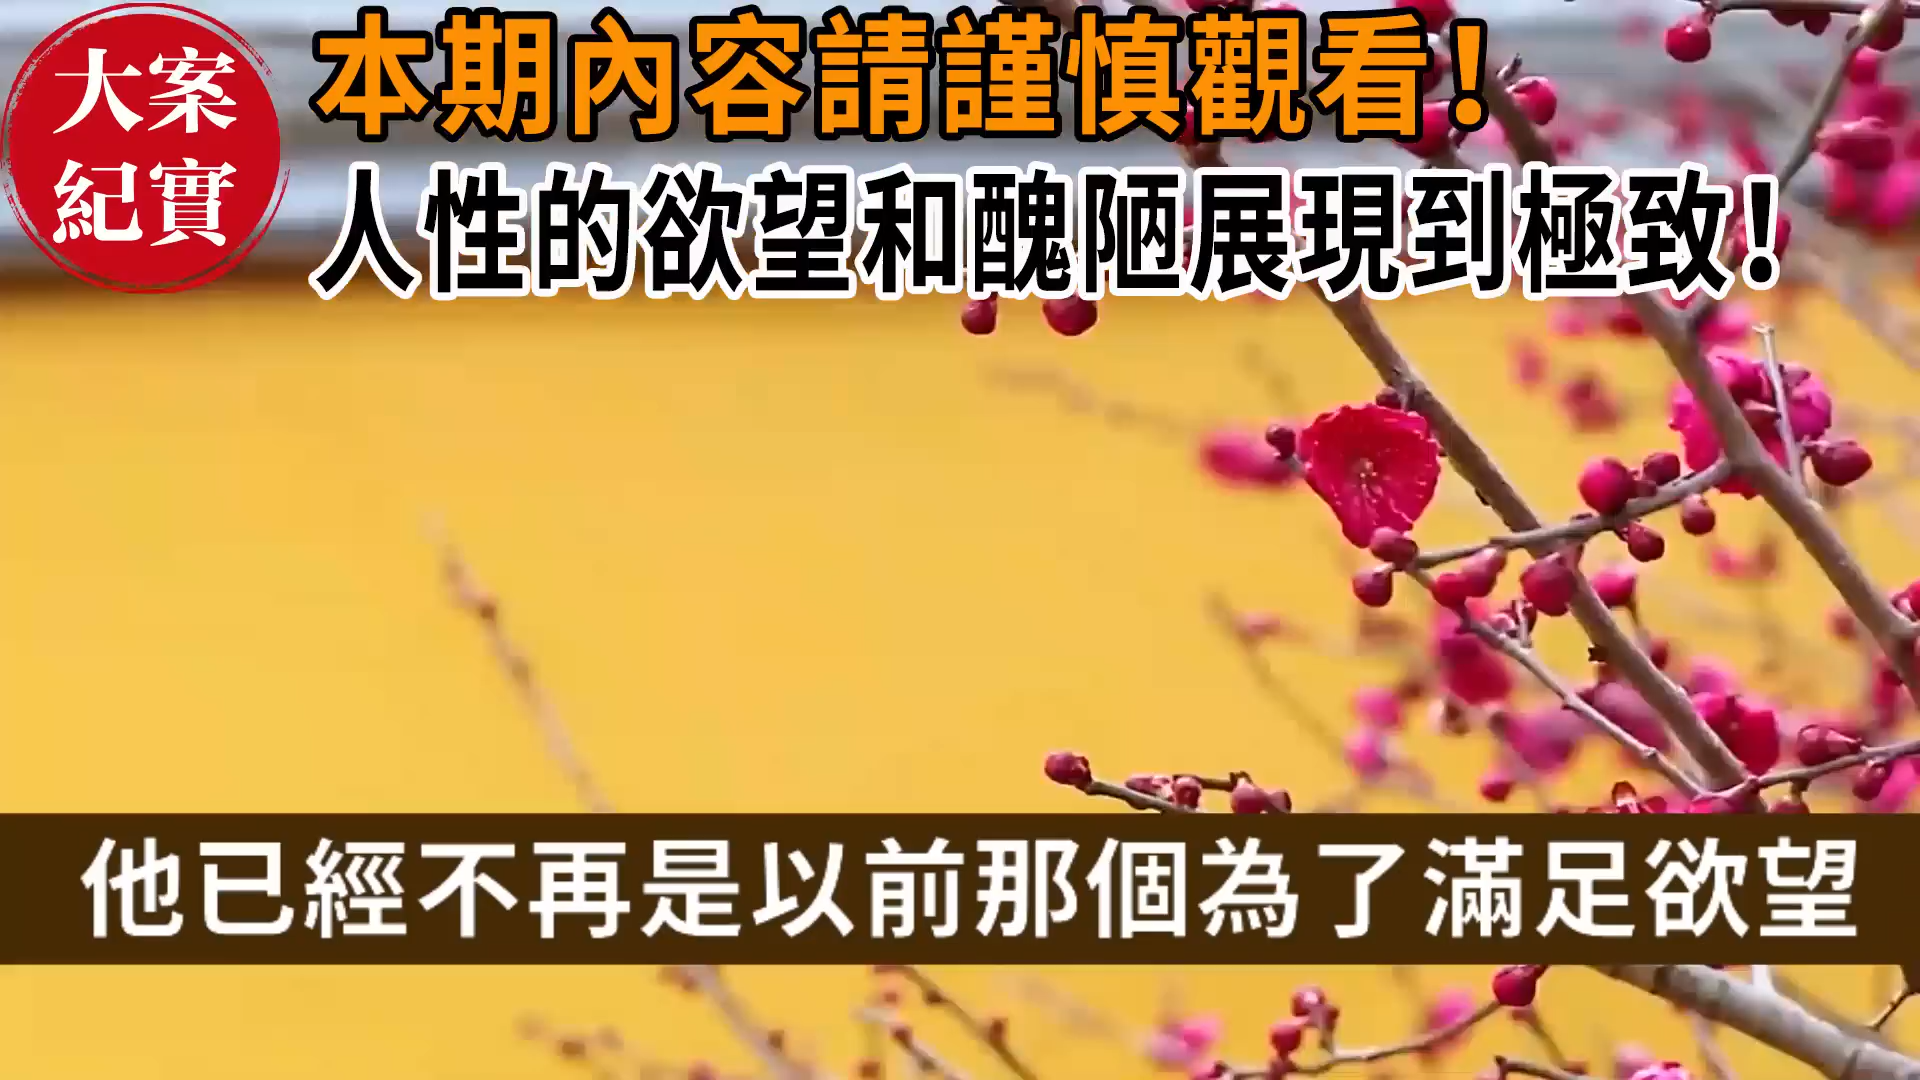 大案
紀實
本期內容請謹慎觀看！
人性的欲望和醜陋展現到極致！
他已經不再是以前那個為了滿足欲望